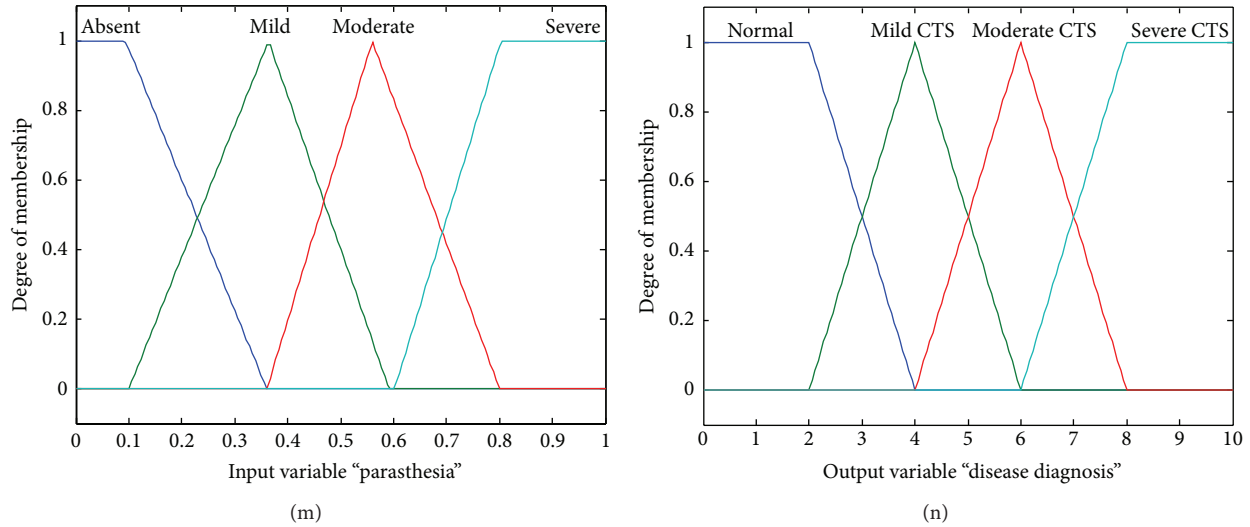 Absent Mild Moderate Severe
1
0.8
0.6
0.4
0.2
0
Degree of membership
0 0.1 0.2 0.3 0.4 0.5 0.6 0.7 0.8 0.9 1
Input variable “parasthesia”
(m)
Normal Mild CTS Moderate CTS Severe CTS
1
0.8
0.6
0.4
0.2
0
Degree of membership
0 1 2 3 4 5 6 7 8 9 10
Output variable “disease diagnosis”
(n)